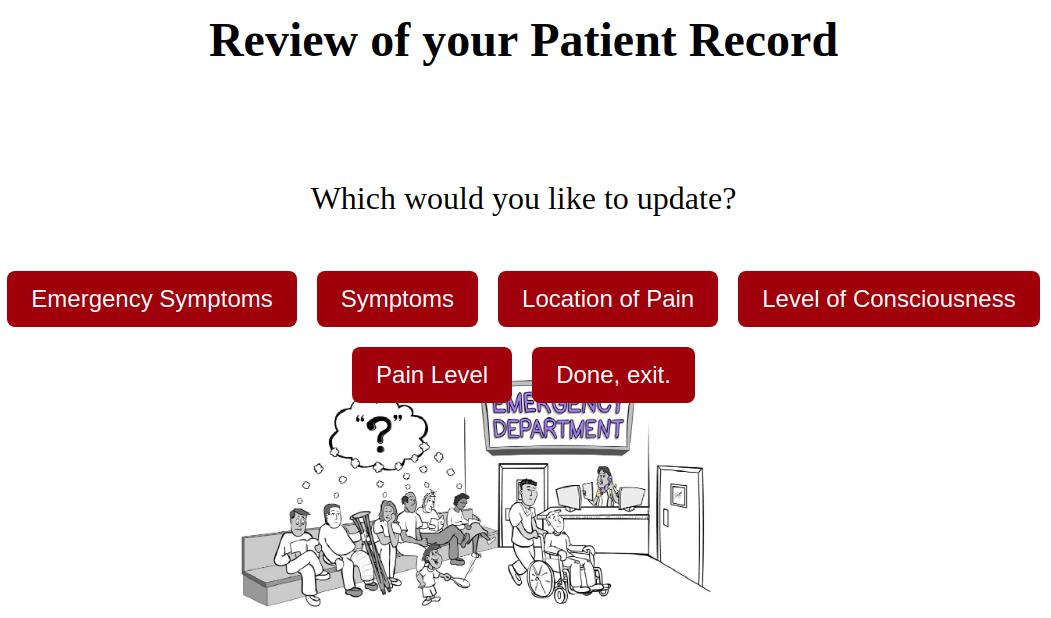 Review of your Patient Record
Which would you like to update?
Emergency Symptoms Symptoms Location of Pain Level of Consciousness
Pain Level Done, exit.
EMERGENCY
DEPARTMENT
“?”